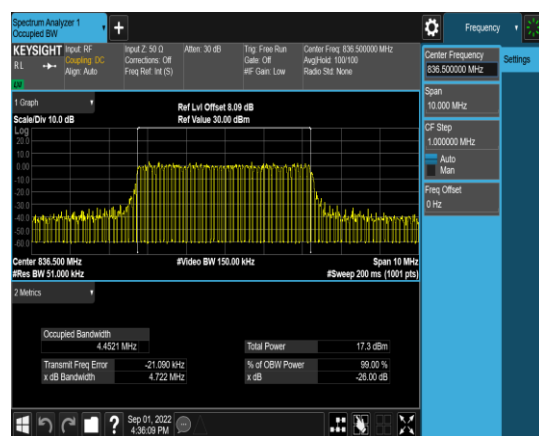 Spectrum Analyzer 1
Occupied BW
+
Frequency
KEYSIGHT
R L
Input: RF
Coupling: DC
Align: Auto
Input Z: 50 Ω
Corrections: Off
Freq Ref: Int (S)
Atten: 30 dB
Trig: Free Run
Gate: Off
#IF Gain: Low
Center Freq: 836.500000 MHz
Avg|Hold: 100/100
Radio Std: None
Center Frequency
836.500000 MHz
Settings
Span
10.000 MHz
CF Step
1.000000 MHz
Auto
Man
Freq Offset
0 Hz
1 Graph
Scale/Div 10.0 dB
Ref Lvl Offset 8.09 dB
Ref Value 30.00 dBm
Log
20.0
10.0
0.00
-10.0
-20.0
-30.0
-40.0
-50.0
-60.0
Center 836.500 MHz
#Video BW 150.00 kHz
Span 10 MHz
#Res BW 51.000 kHz
#Sweep 200 ms (1001 pts)
2 Metrics
Occupied Bandwidth
4.4521 MHz
Total Power 17.3 dBm
Transmit Freq Error -21.090 kHz
% of OBW Power 99.00 %
x dB Bandwidth 4.722 MHz
x dB -26.00 dB
?
Sep 01, 2022
4:36:09 PM